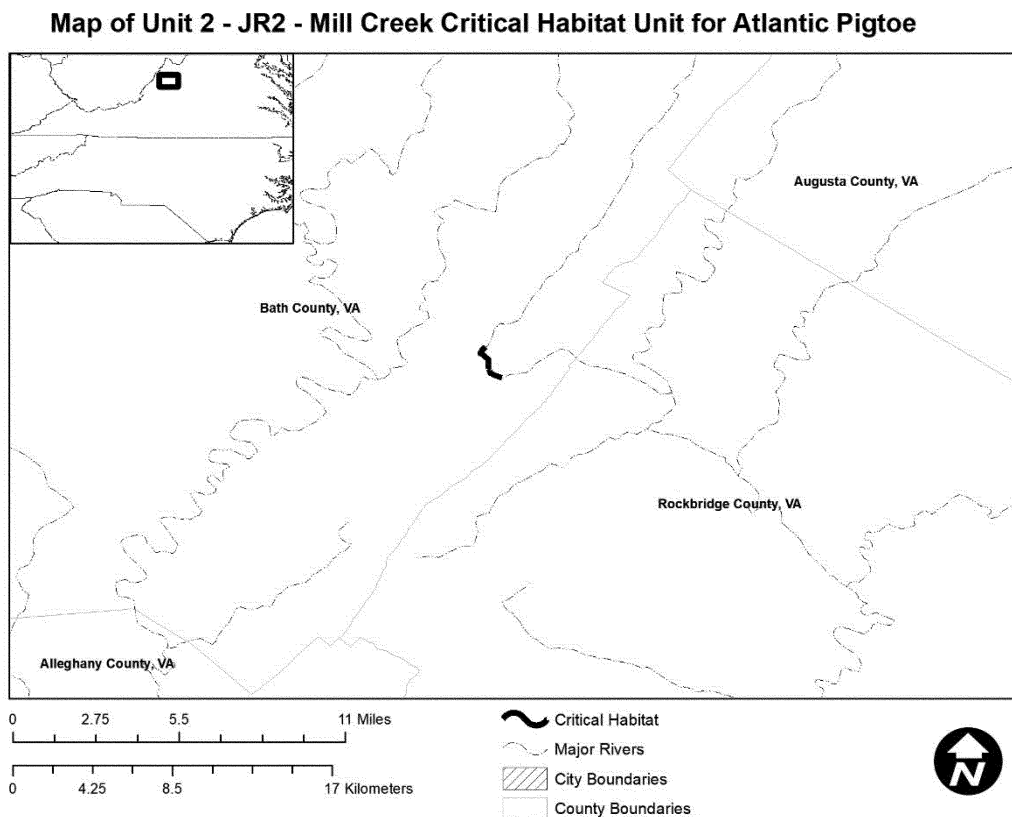 Map of Unit 2 - JR2 - Mill Creek Critical Habitat Unit for Atlantic Pigtoe
Augusta County, VA
Bath County, VA
Rockbridge County, VA
Alleghany County, VA
0 2.75 5.5 11 Miles
0 4.25 8.5 17 Kilometers
Critical Habitat
Major Rivers
City Boundaries
County Boundaries
N